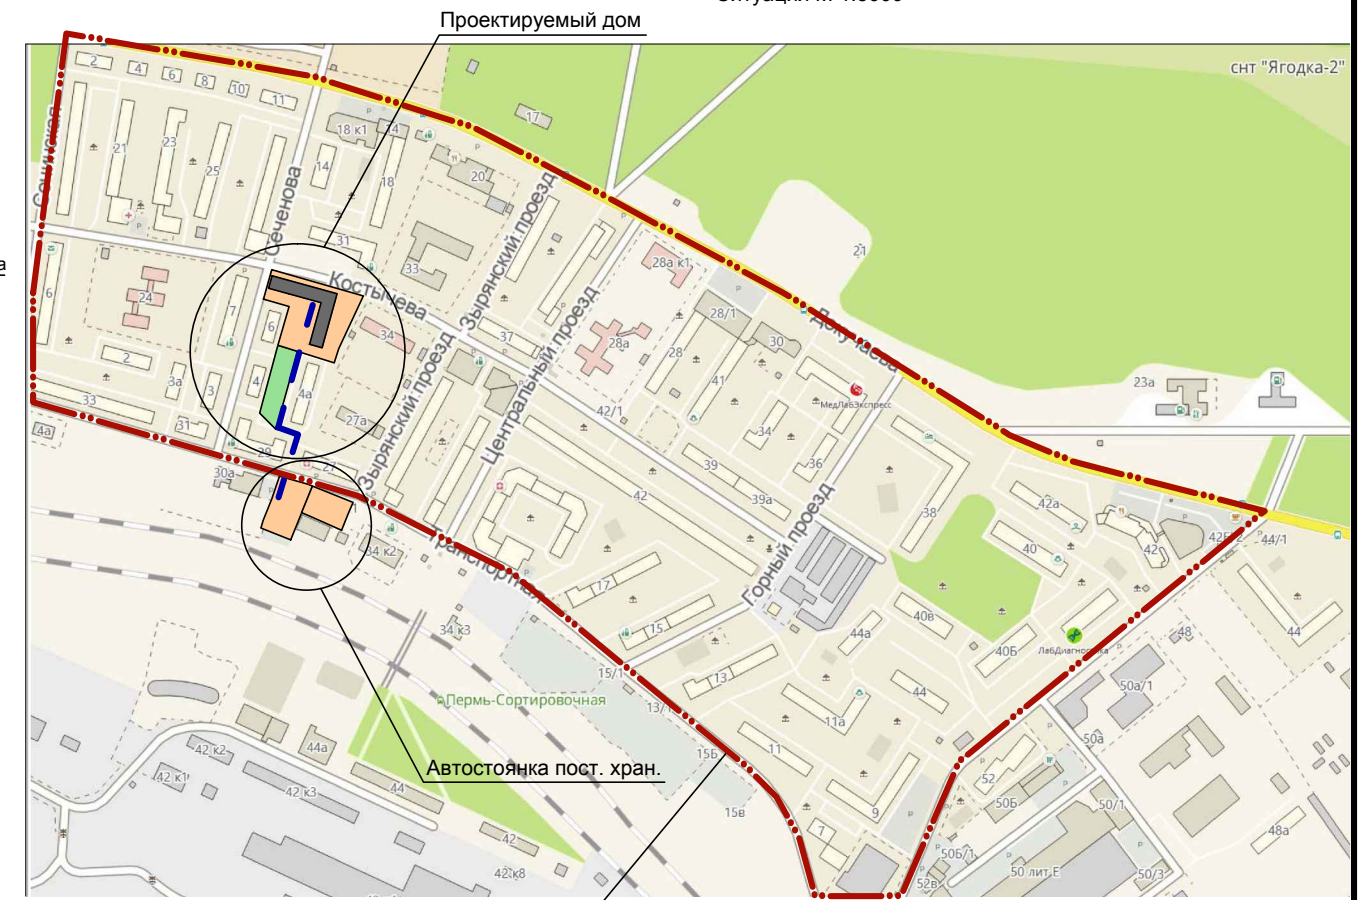 Проектируемый дом
снт "Ягодка-2"
2
4
6
8
10
11
17
18 к1
14
23
21
25
14
18
20
Сеченова
Зырянский проезд
31
33
28а к1
21
24
6
7
6
Костычева
34
37
28/1
30
Докучаева
28а
28
Центральный проезд
41
2
3а
3
4
4а
33
31
29
27
27а
Зырянский проезд
42/1
МедЛабЭкспресс
34
36
23а
4а
30а
39
39а
42
38
42а
40
42
44/1
34 к2
Транспортная
Горный проезд
17
15
40в
44а
40Б
ЛабДиагностика
44
48
34 к3
15/1
13
44
50а/1
Пермь-Сортировочная
11а
11
15Б
50а
42 к2
44а
Автостоянка пост. хран.
42 к1
42 к3
44
52
50Б
50/1
15в
7
9
48а
42
42 к8
50Б/1
52в
50 лит Е
50/3